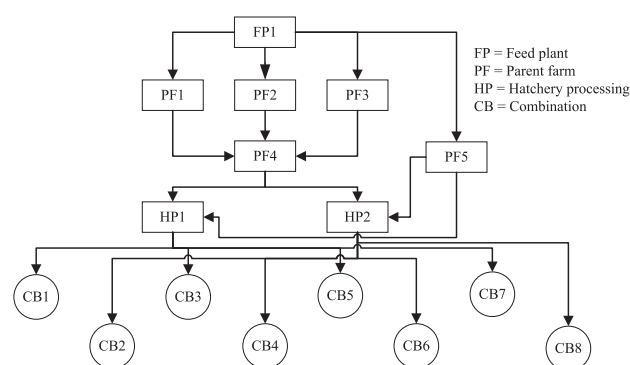 FP1
FP = Feed plant
PF = Parent farm
HP = Hatchery processing
CB = Combination
PF1
PF2
PF3
PF4
PF5
HP1
HP2
CB1
CB3
CB5
CB7
CB2
CB4
CB6
CB8